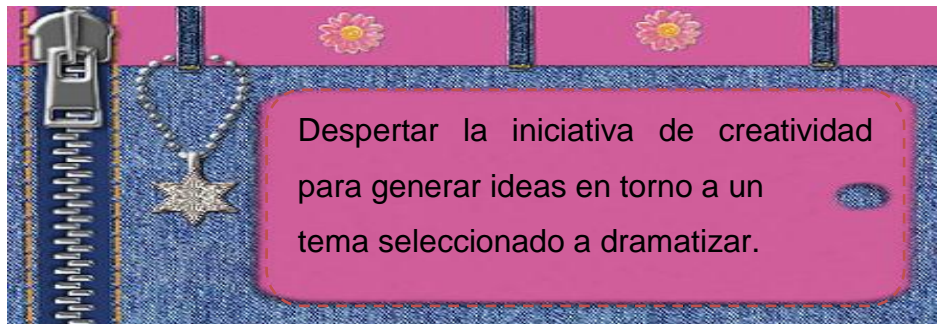 Despertar la iniciativa de creatividad
para generar ideas en torno a un
tema seleccionado a dramatizar.